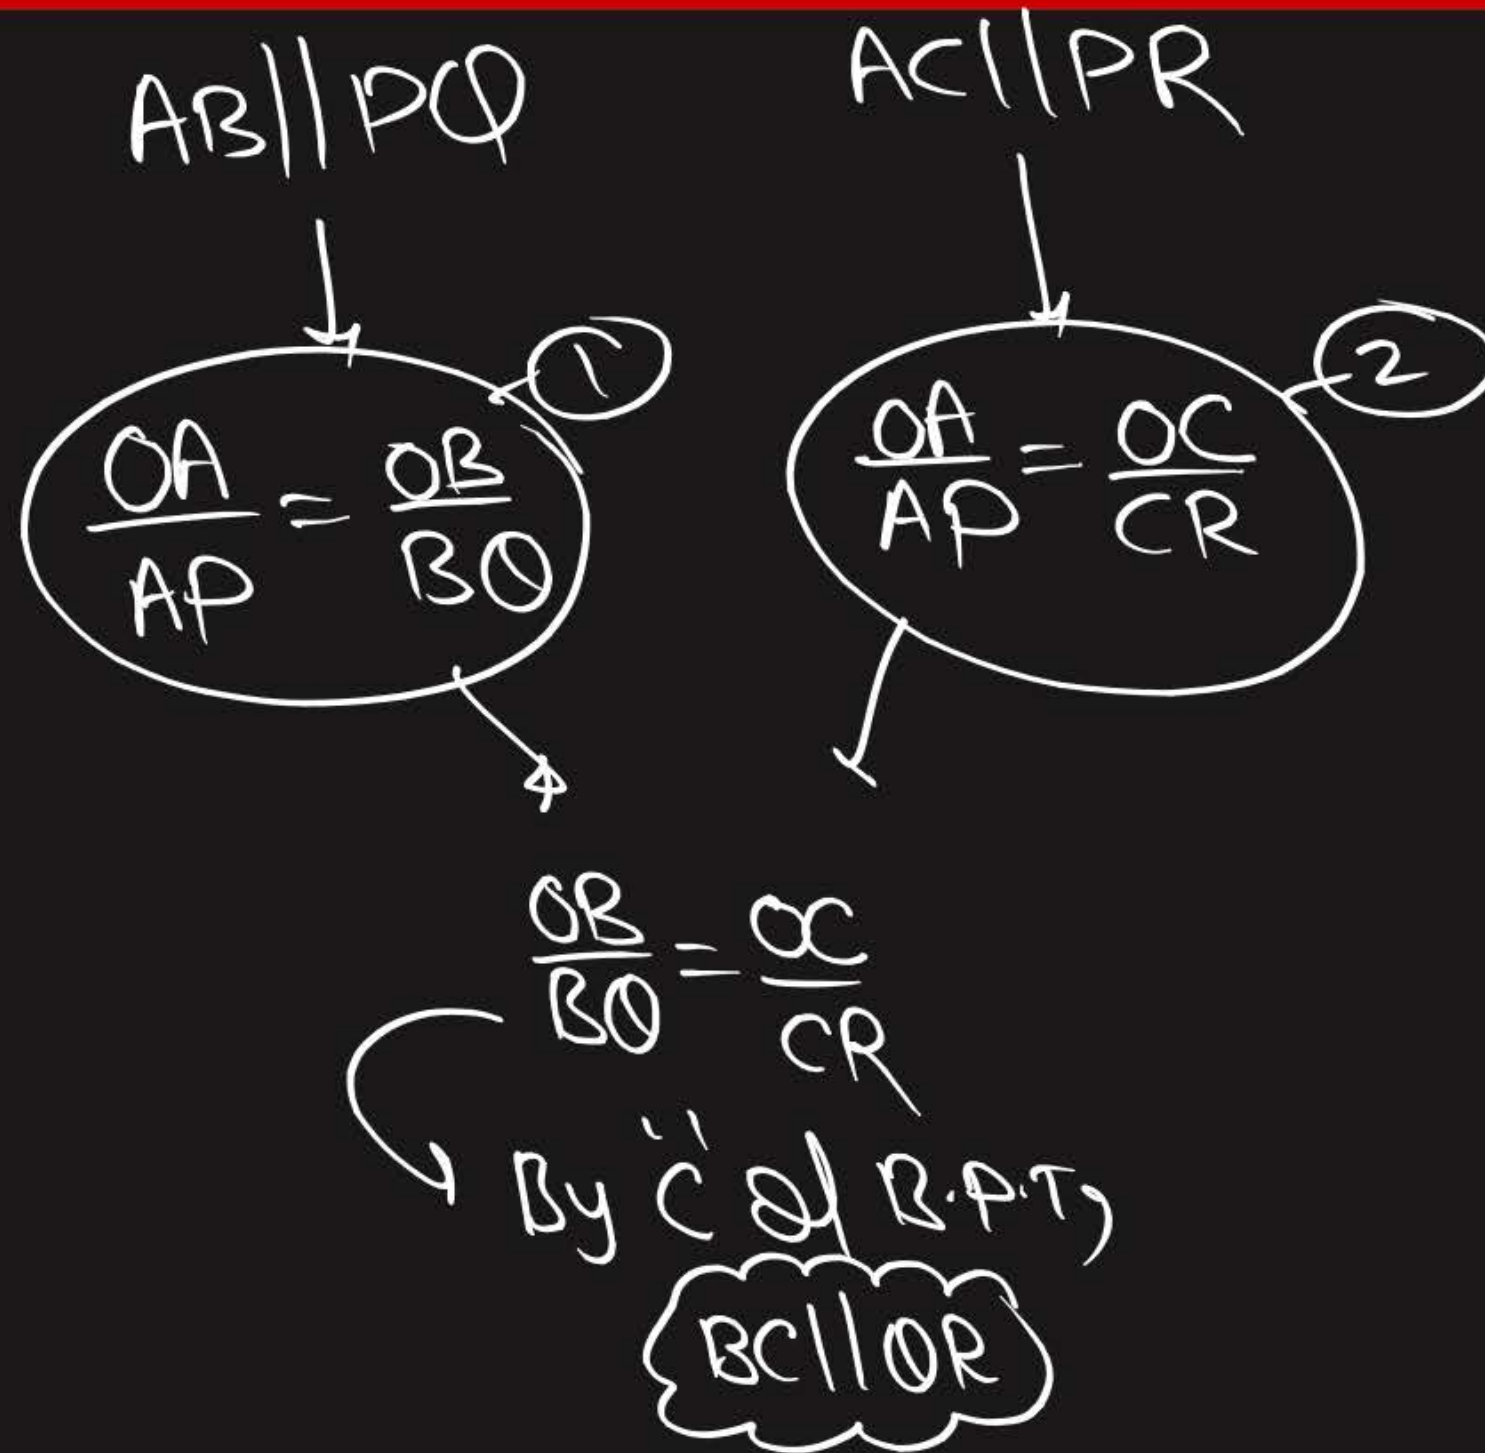 AB||PQ
AC||PR
1
OA/AP = OB/BQ
2
OA/AP = OC/CR
OB/BQ = OC/CR
By "C" of B.P.T,
BC||QR